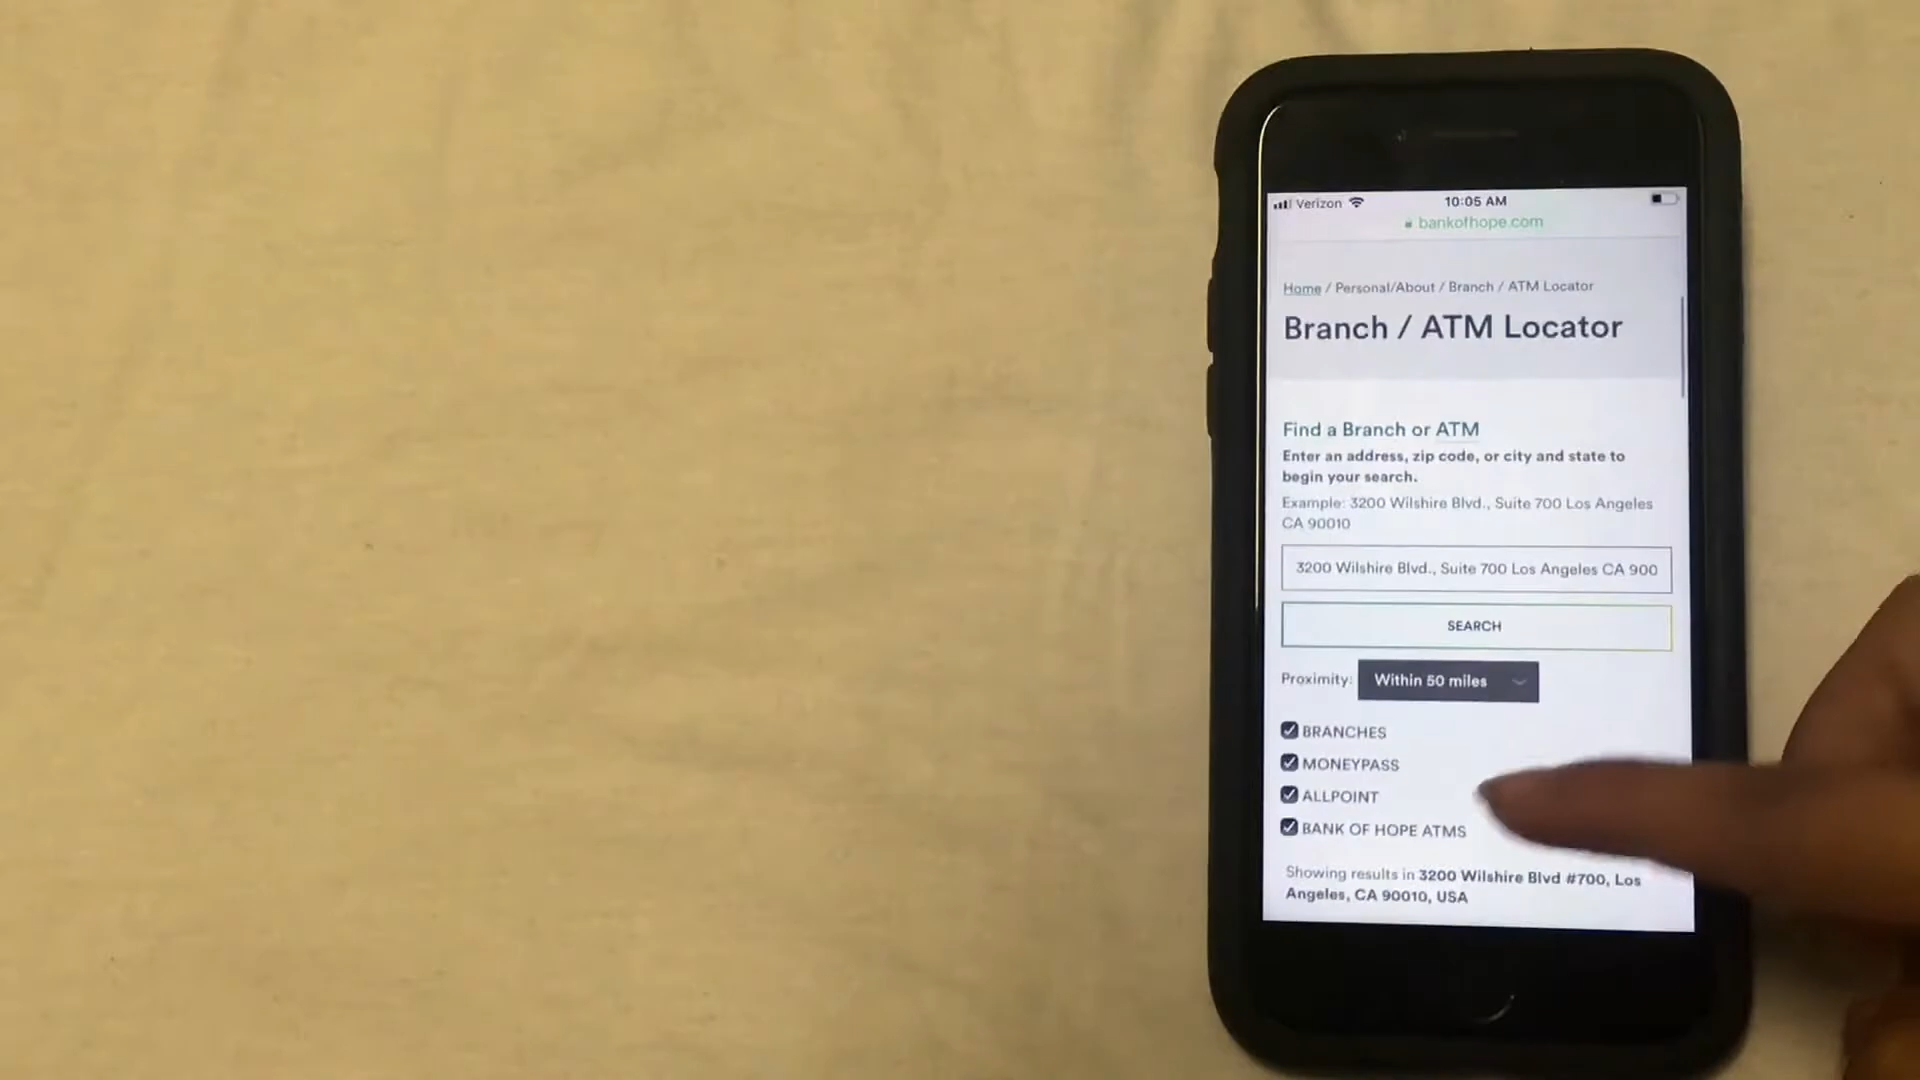 Verizon 10:05 AM
bankofhope.com
Home / Personal/About / Branch / ATM Locator
Branch / ATM Locator
Find a Branch or ATM
Enter an address, zip code, or city and state to
begin your search.
Example: 3200 Wilshire Blvd., Suite 700 Los Angeles
CA 90010
3200 Wilshire Blvd., Suite 700 Los Angeles CA 900
SEARCH
Proximity: Within 50 miles
BRANCHES
MONEYPASS
ALLPOINT
BANK OF HOPE ATMS
Showing results in 3200 Wilshire Blvd #700, Los
Angeles, CA 90010, USA